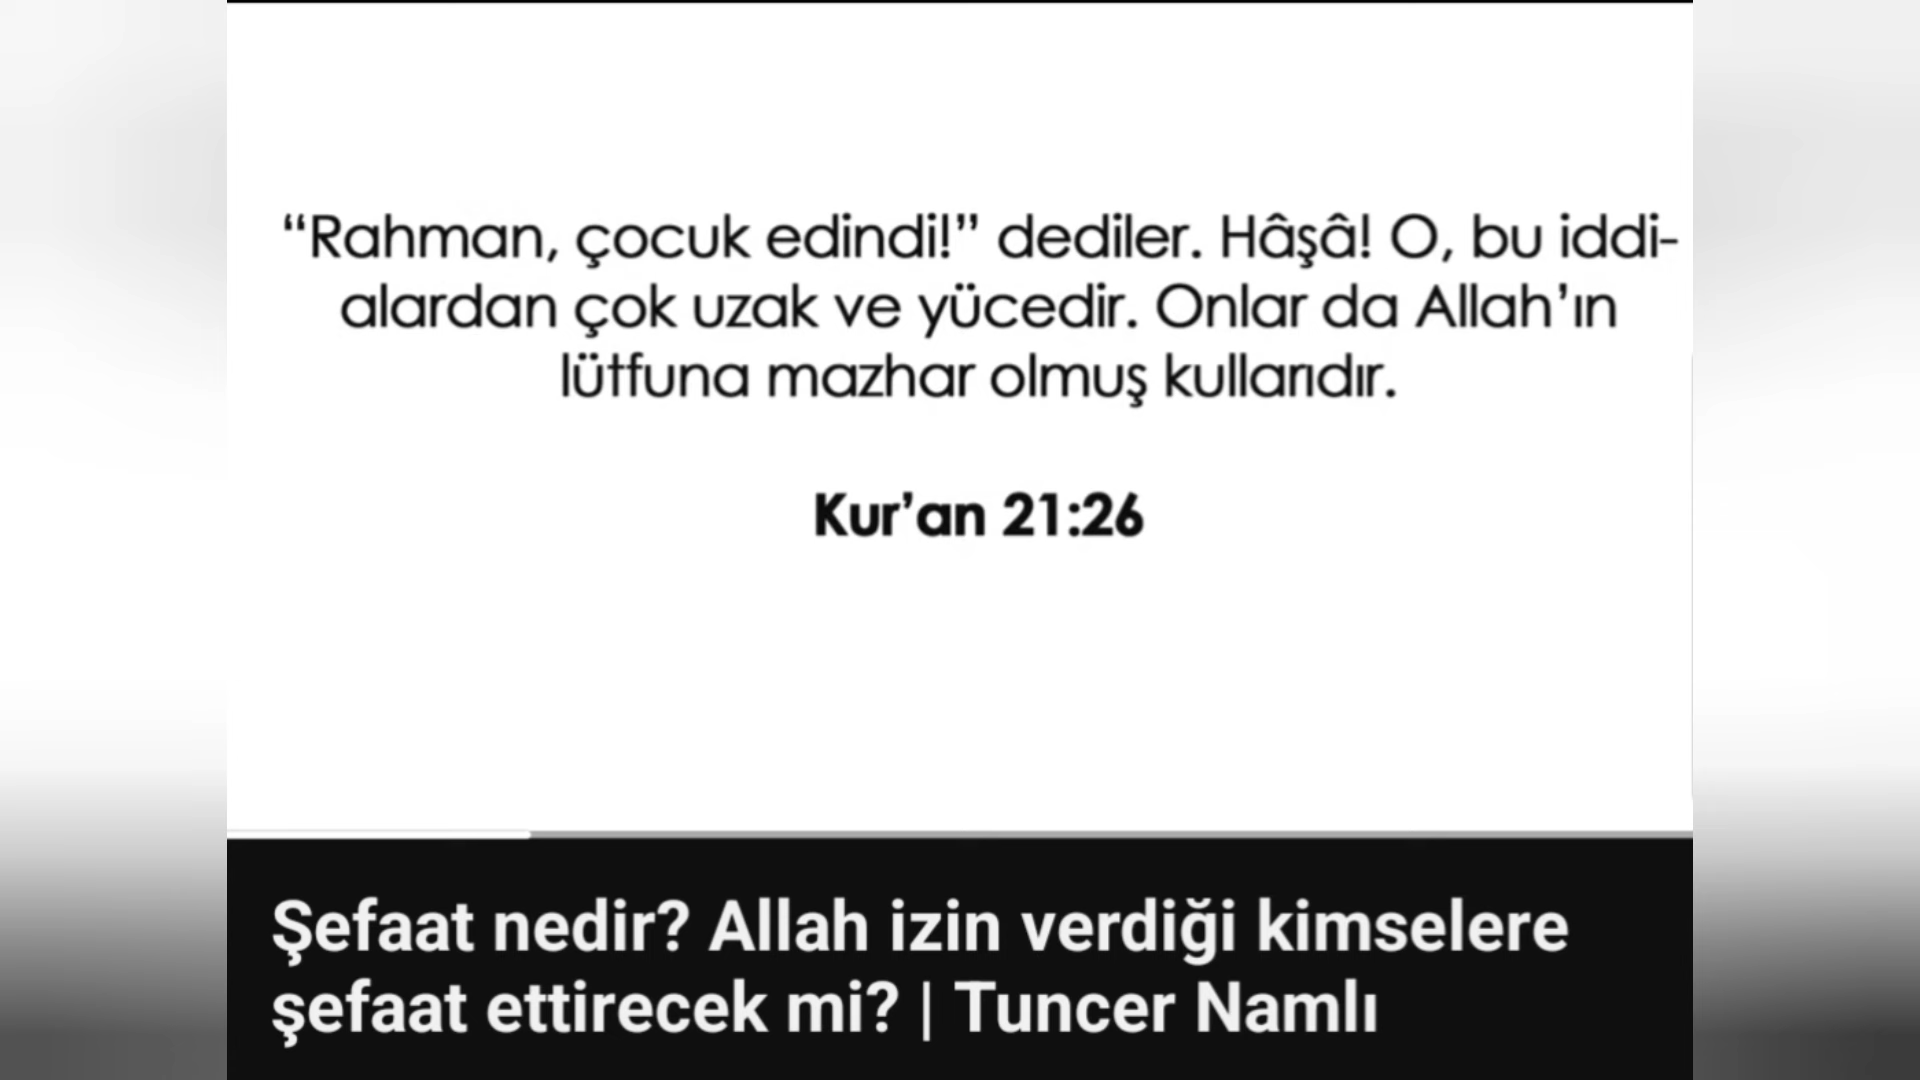 “Rahman, çocuk edindi!” dediler. Hâşâ! O, bu iddi-
alardan çok uzak ve yücedir. Onlar da Allah’ın
lütfuna mazhar olmuş kullarıdır.
Kur’an 21:26
Şefaat nedir? Allah izin verdiği kimselere
şefaat ettirecek mi? | Tuncer Namlı